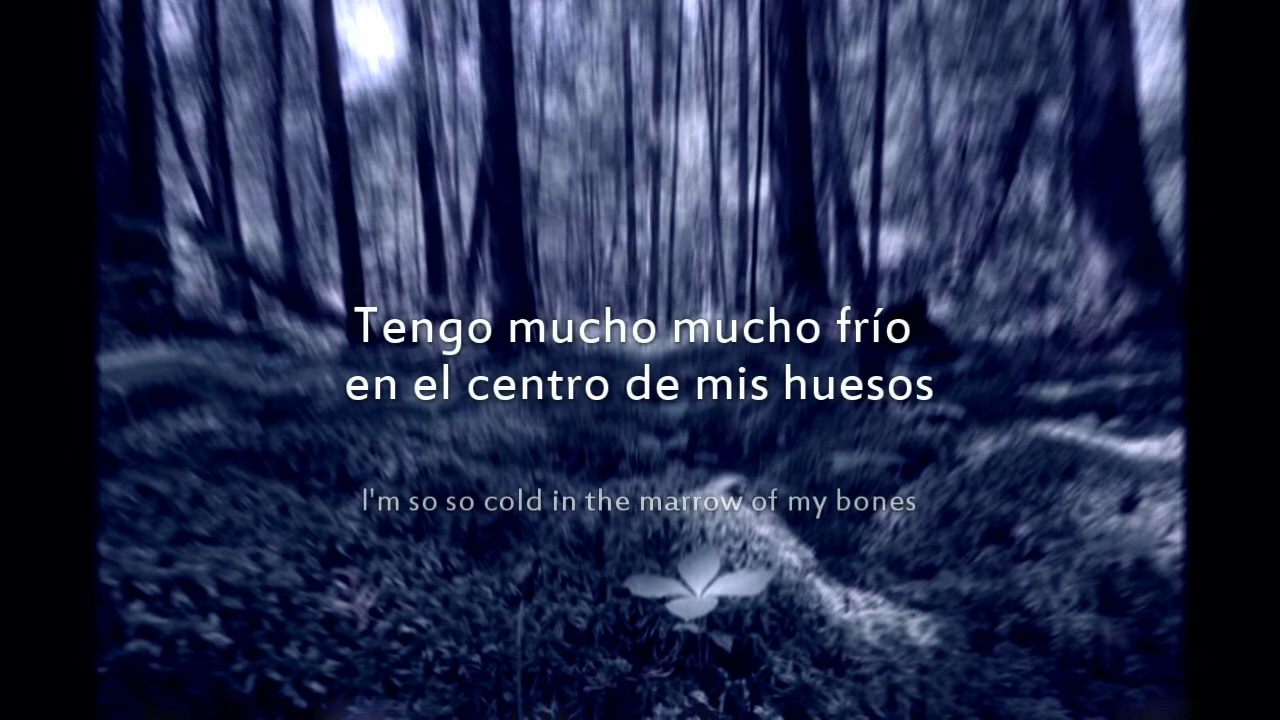 Tengo mucho mucho frío
en el centro de mis huesos
I'm so so cold in the marrow of my bones